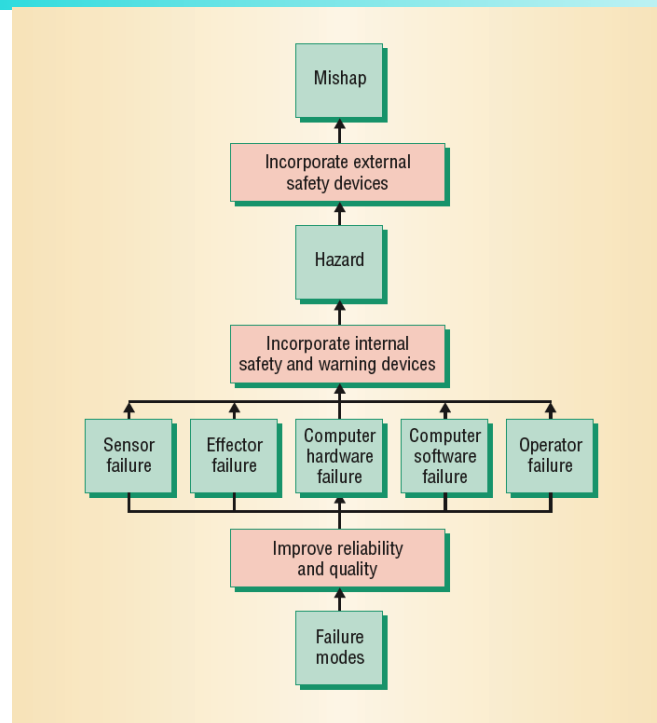 Mishap
Incorporate external
safety devices
Hazard
Incorporate internal
safety and warning devices
Sensor
failure
Effector
failure
Computer
hardware
failure
Computer
software
failure
Operator
failure
Improve reliability
and quality
Failure
modes